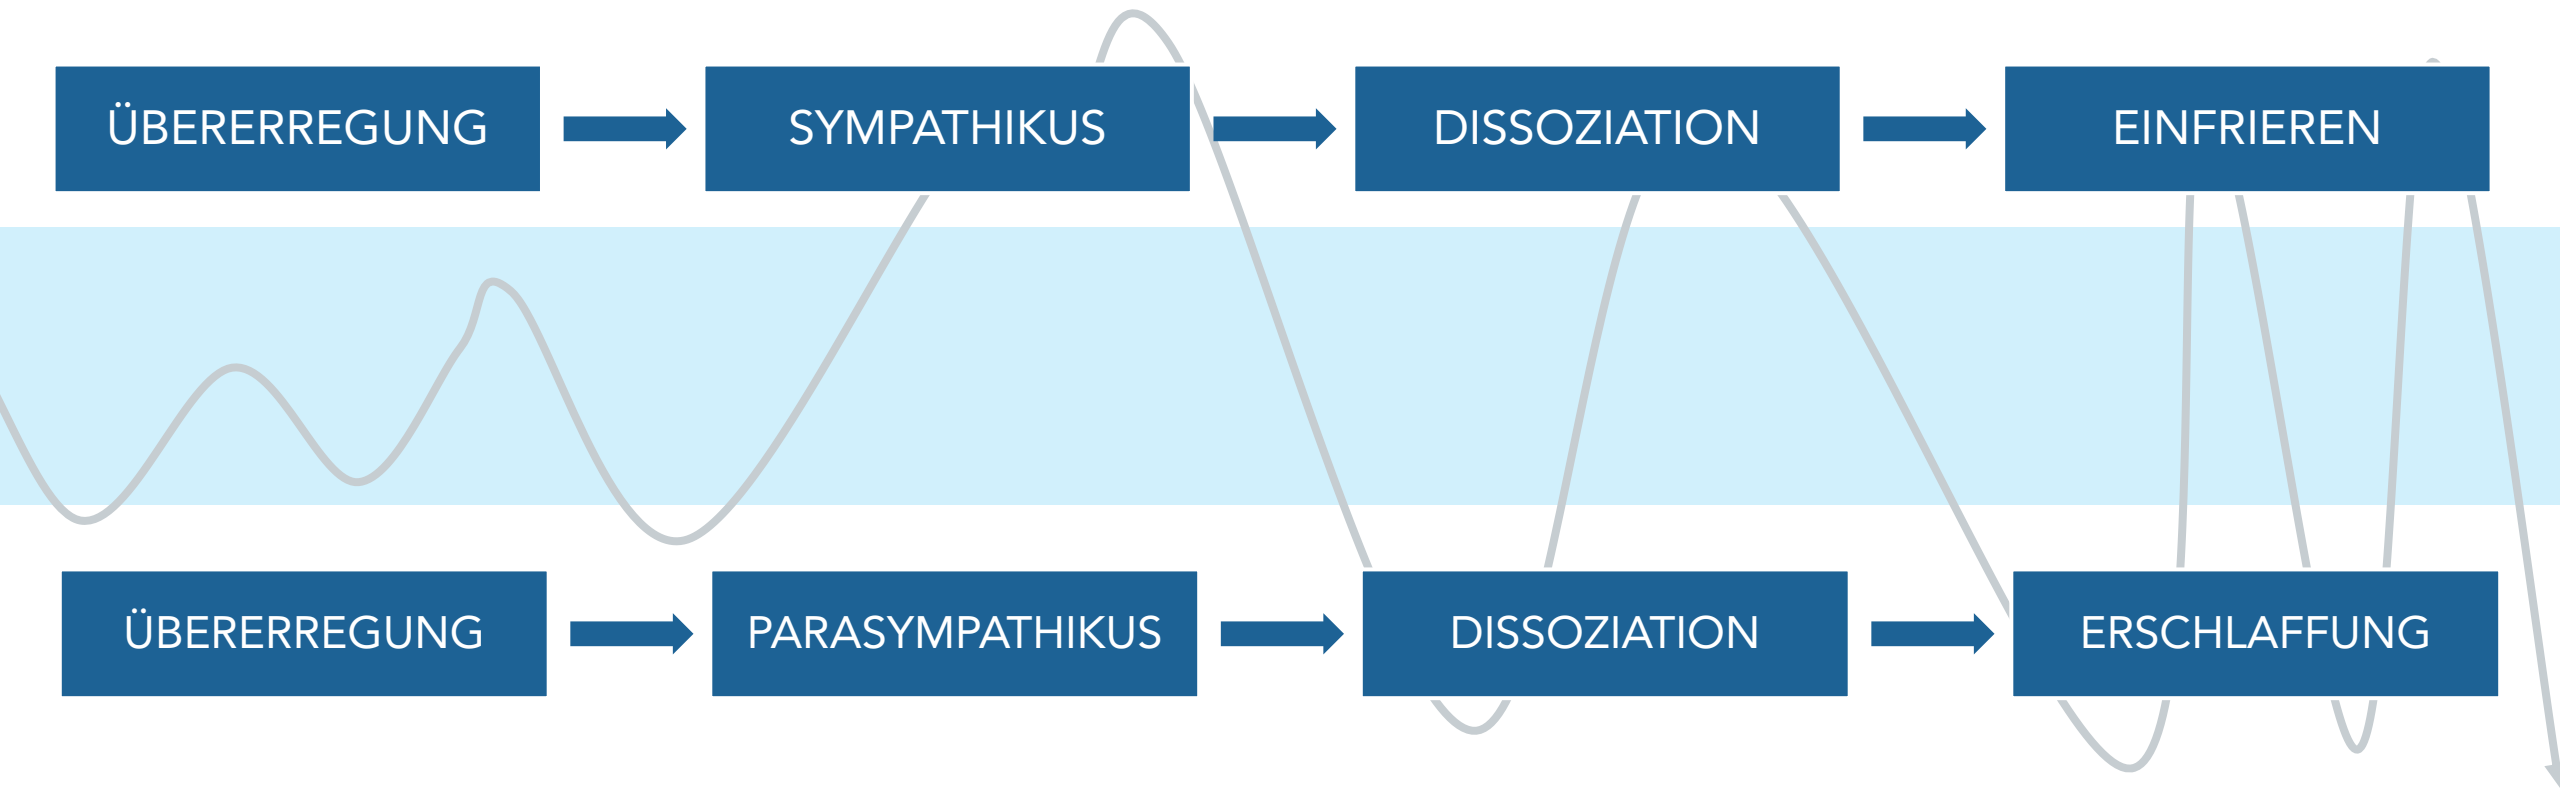 ÜBERERREGUNG
SYMPATHIKUS
DISSOZIATION
EINFRIEREN
ÜBERERREGUNG
PARASYMPATHIKUS
DISSOZIATION
ERSCHLAFFUNG